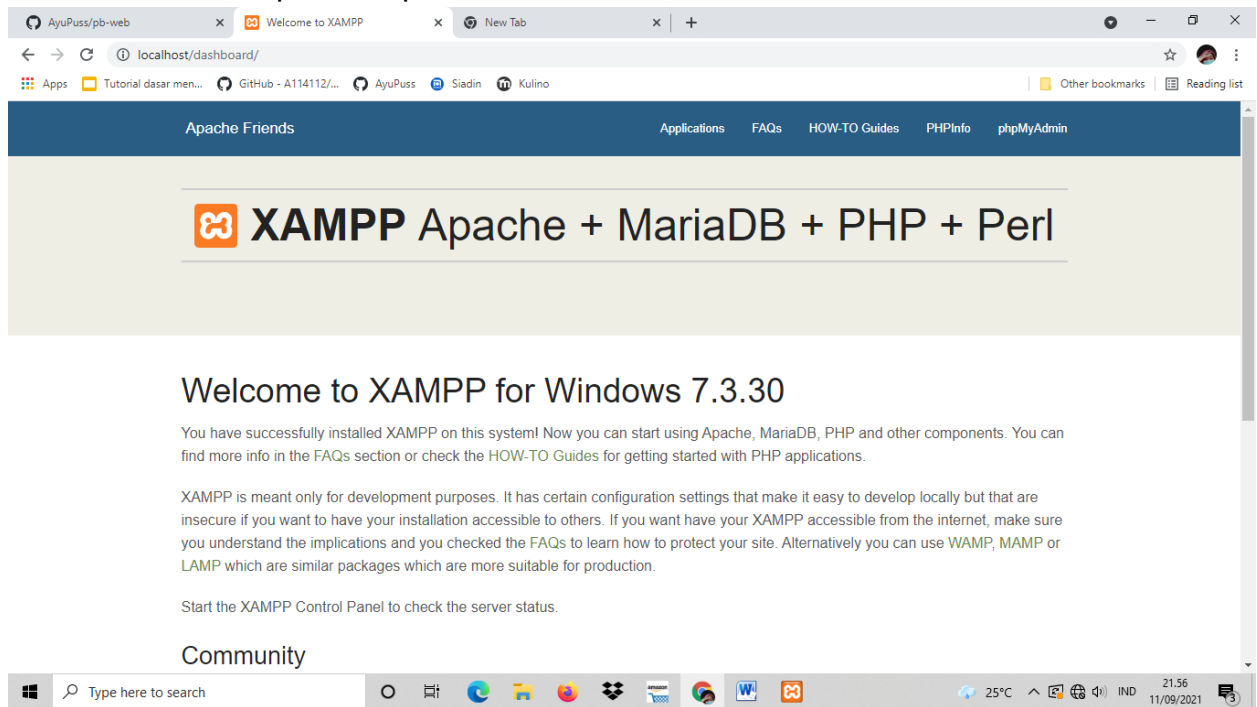 AyuPuss/pb-web
Welcome to XAMPP
New Tab
localhost/dashboard/
Apps
Tutorial dasar men...
GitHub - A114112/...
AyuPuss
Siadin
Kulino
Other bookmarks
Reading list
Apache Friends
Applications
FAQs
HOW-TO Guides
PHPInfo
phpMyAdmin
XAMPP Apache + MariaDB + PHP + Perl
Welcome to XAMPP for Windows 7.3.30
You have successfully installed XAMPP on this system! Now you can start using Apache, MariaDB, PHP and other components. You can
find more info in the FAQs section or check the HOW-TO Guides for getting started with PHP applications.
XAMPP is meant only for development purposes. It has certain configuration settings that make it easy to develop locally but that are
insecure if you want to have your installation accessible to others. If you want have your XAMPP accessible from the internet, make sure
you understand the implications and you checked the FAQs to learn how to protect your site. Alternatively you can use WAMP, MAMP or
LAMP which are similar packages which are more suitable for production.
Start the XAMPP Control Panel to check the server status.
Community
Type here to search
amazon
25°C
IND
21.56
11/09/2021
3